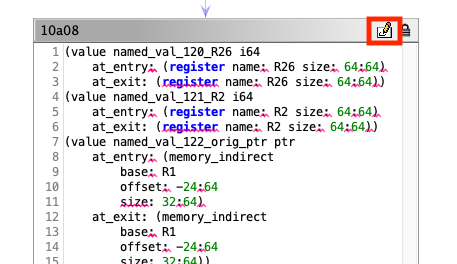 10a08
1 (value named_val_120_R26 i64
2 at_entry: (register name: R26 size: 64:64)
3 at_exit: (register name: R26 size: 64:64))
4 (value named_val_121_R2 i64
5 at_entry: (register name: R2 size: 64:64)
6 at_exit: (register name: R2 size: 64:64))
7 (value named_val_122_orig_ptr ptr
8 at_entry: (memory_indirect
9 base: R1
10 offset: -24:64
11 size: 32:64)
12 at_exit: (memory_indirect
13 base: R1
14 offset: -24:64
15 size: 32:64))